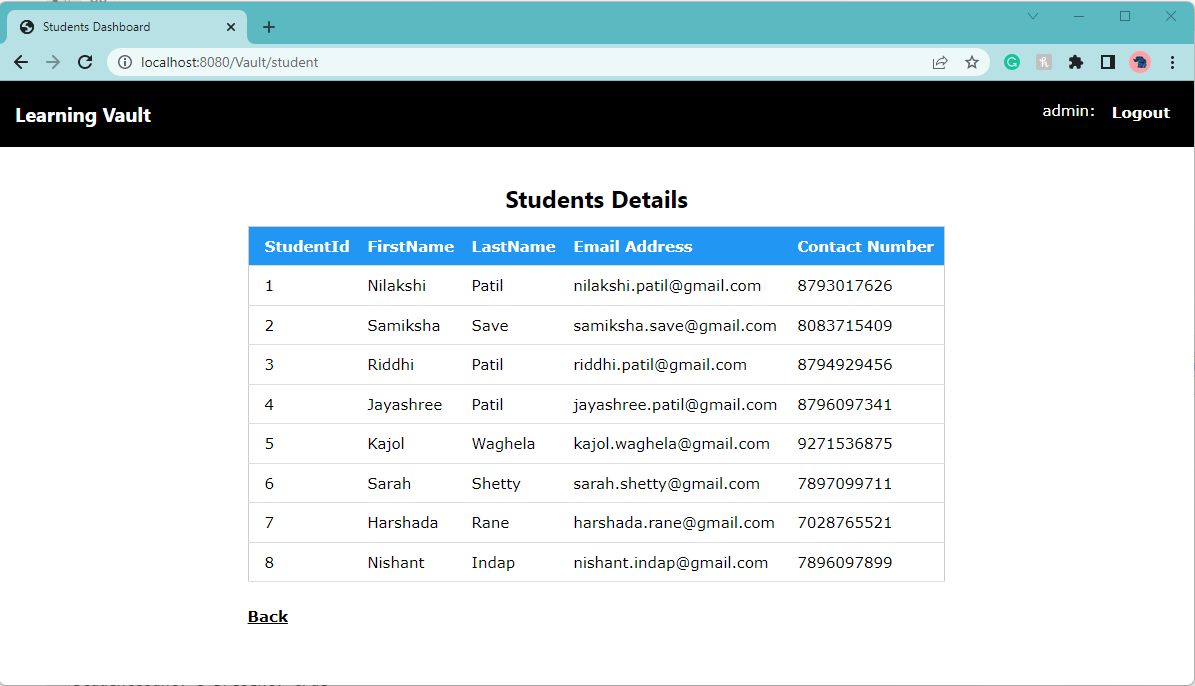 Students Dashboard
localhost:8080/Vault/student
Learning Vault admin: Logout
Students Details
StudentId FirstName LastName Email Address Contact Number
1 Nilakshi Patil nilakshi.patil@gmail.com 8793017626
2 Samiksha Save samiksha.save@gmail.com 8083715409
3 Riddhi Patil riddhi.patil@gmail.com 8794929456
4 Jayashree Patil jayashree.patil@gmail.com 8796097341
5 Kajol Waghela kajol.waghela@gmail.com 9271536875
6 Sarah Shetty sarah.shetty@gmail.com 7897099711
7 Harshada Rane harshada.rane@gmail.com 7028765521
8 Nishant Indap nishant.indap@gmail.com 7896097899
Back